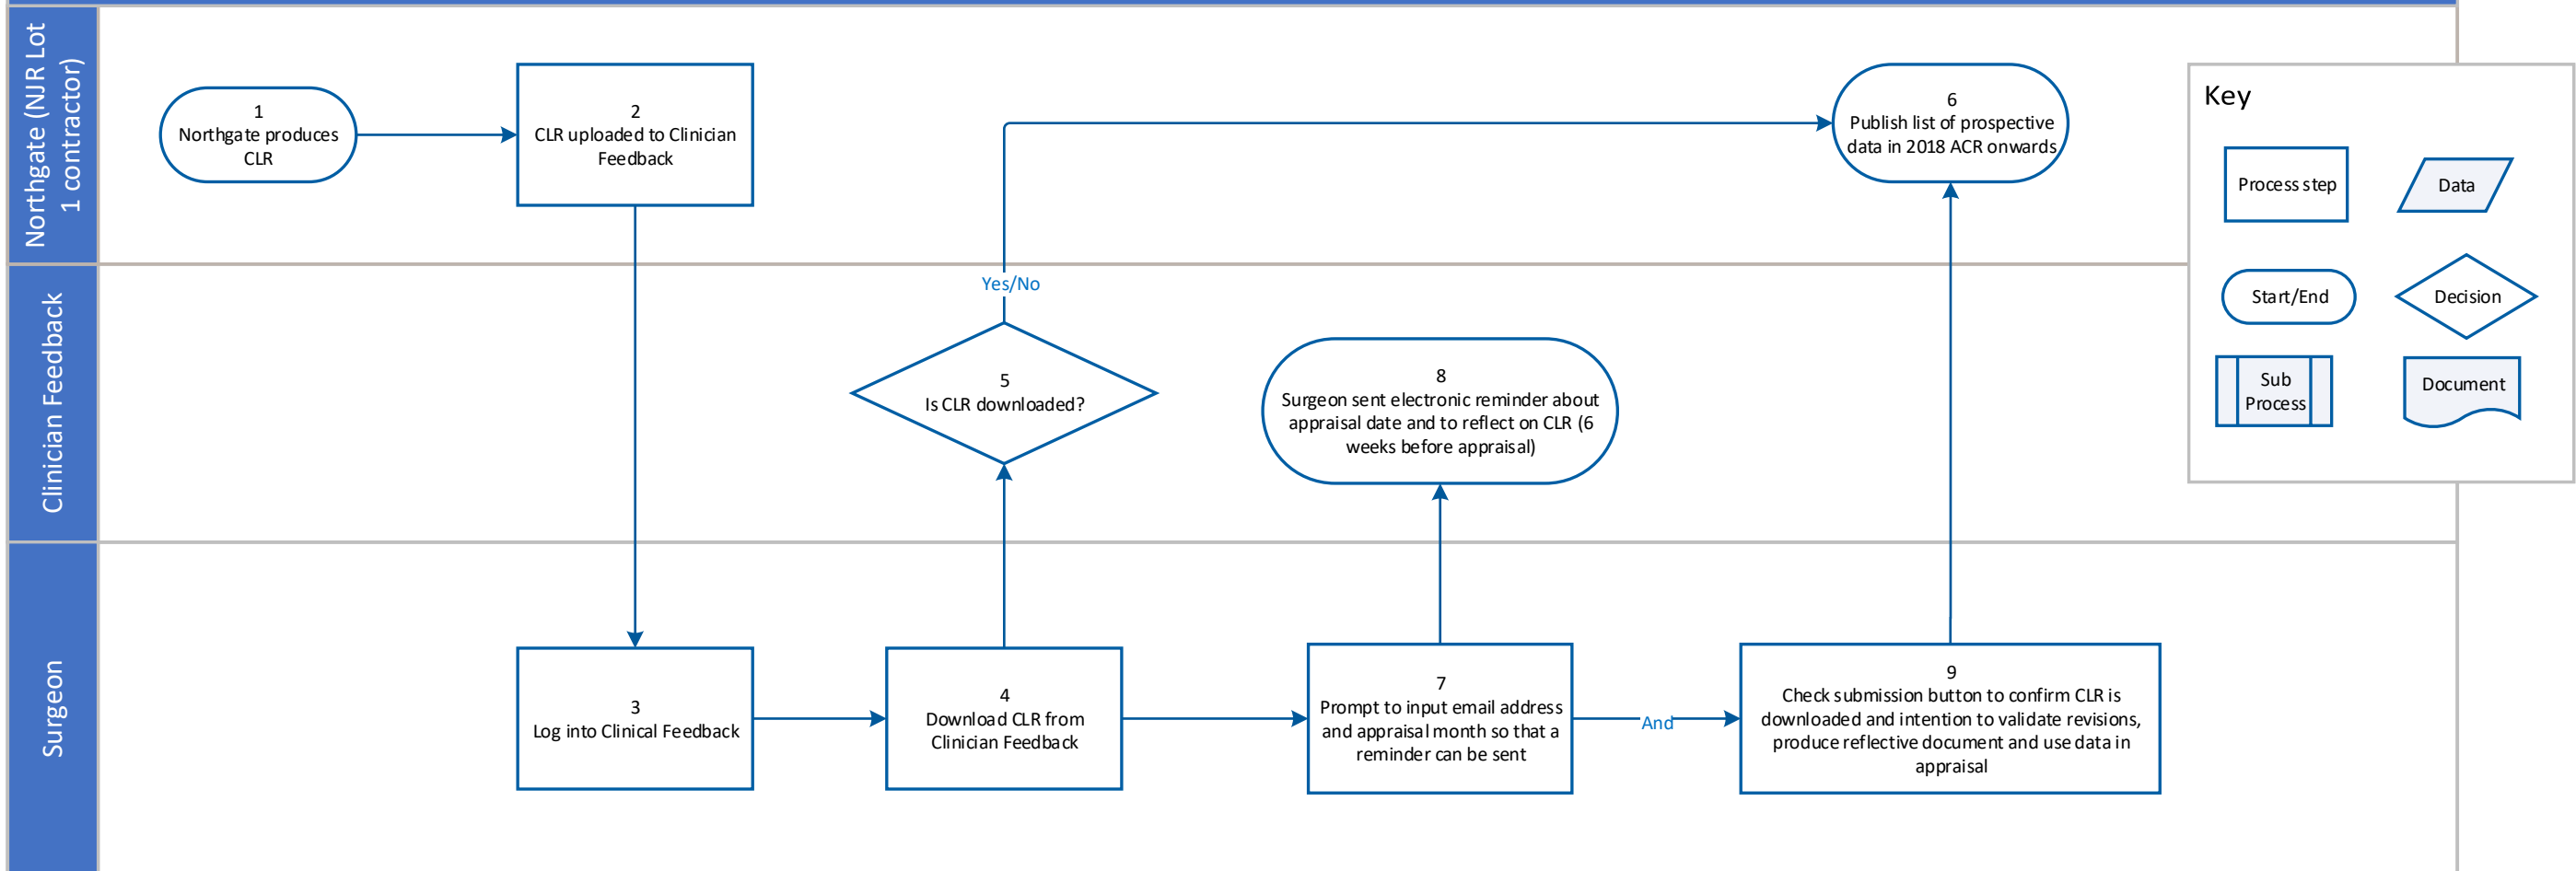 Northgate (NJR Lot
1 contractor)
1
Northgate produces
CLR
2
CLR uploaded to Clinician
Feedback
6
Publish list of prospective
data in 2018 ACR onwards
Key
Process step
Data
Start/End
Decision
Sub
Process
Document
Clinician Feedback
Yes/No
5
Is CLR downloaded?
8
Surgeon sent electronic reminder about
appraisal date and to reflect on CLR (6
weeks before appraisal)
Surgeon
3
Log into Clinical Feedback
4
Download CLR from
Clinician Feedback
7
Prompt to input email address
and appraisal month so that a
reminder can be sent
And
9
Check submission button to confirm CLR is
downloaded and intention to validate revisions,
produce reflective document and use data in
appraisal